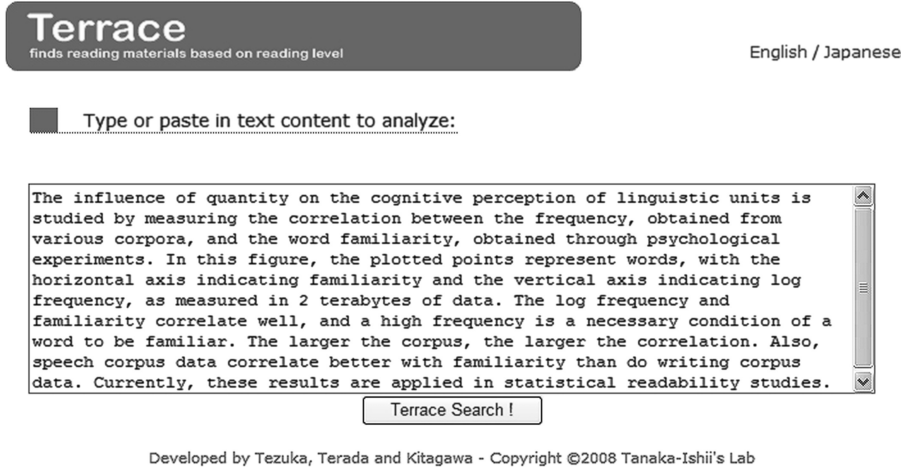 Terrace
finds reading materials based on reading level
English / Japanese
Type or paste in text content to analyze:
The influence of quantity on the cognitive perception of linguistic units is
studied by measuring the correlation between the frequency, obtained from
various corpora, and the word familiarity, obtained through psychological
experiments. In this figure, the plotted points represent words, with the
horizontal axis indicating familiarity and the vertical axis indicating log
frequency, as measured in 2 terabytes of data. The log frequency and
familiarity correlate well, and a high frequency is a necessary condition of a
word to be familiar. The larger the corpus, the larger the correlation. Also,
speech corpus data correlate better with familiarity than do writing corpus
data. Currently, these results are applied in statistical readability studies.
Terrace Search !
Developed by Tezuka, Terada and Kitagawa - Copyright ©2008 Tanaka-Ishii's Lab